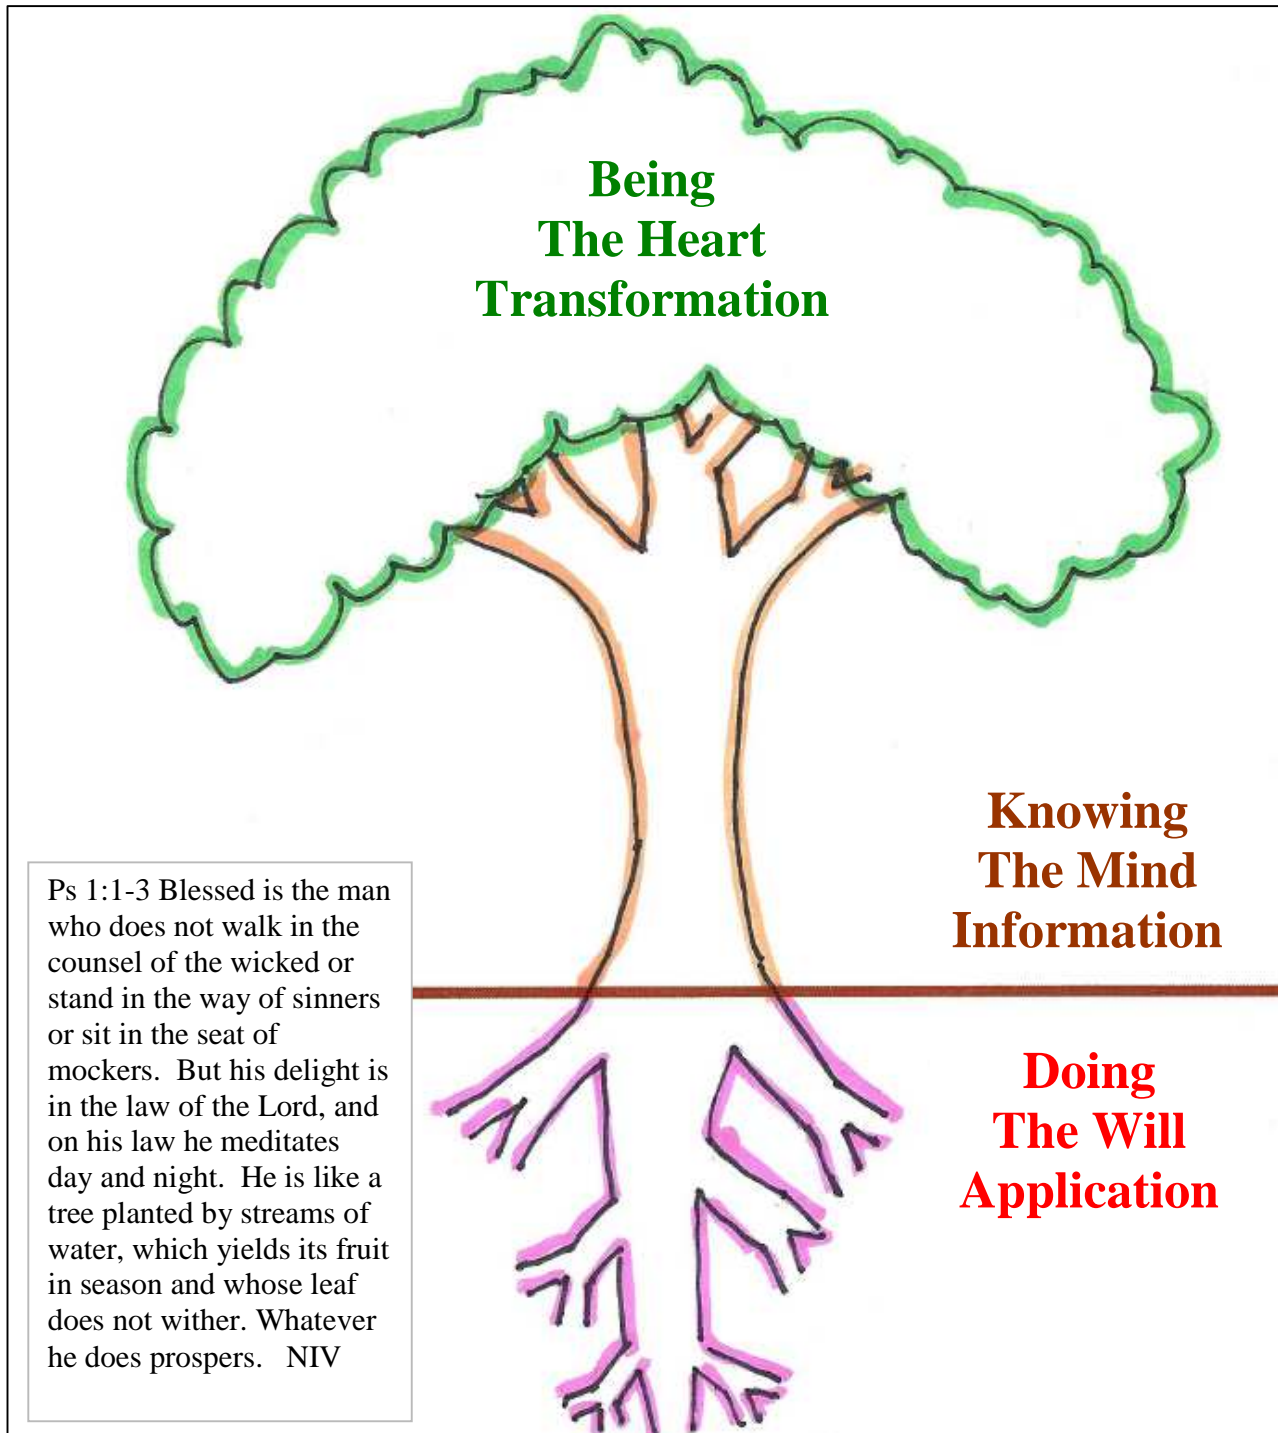 Being
The Heart
Transformation
Knowing
The Mind
Information
Ps 1:1-3 Blessed is the man
who does not walk in the
counsel of the wicked or
stand in the way of sinners
or sit in the seat of
mockers.  But his delight is
in the law of the Lord, and
on his law he meitates
day and night.  He is like a
tree planted by streams of
water, which yields its fruit
in season and whose leaf
does not wither. Whatever
he does prospers.   NIV
Doing
The Will
Application